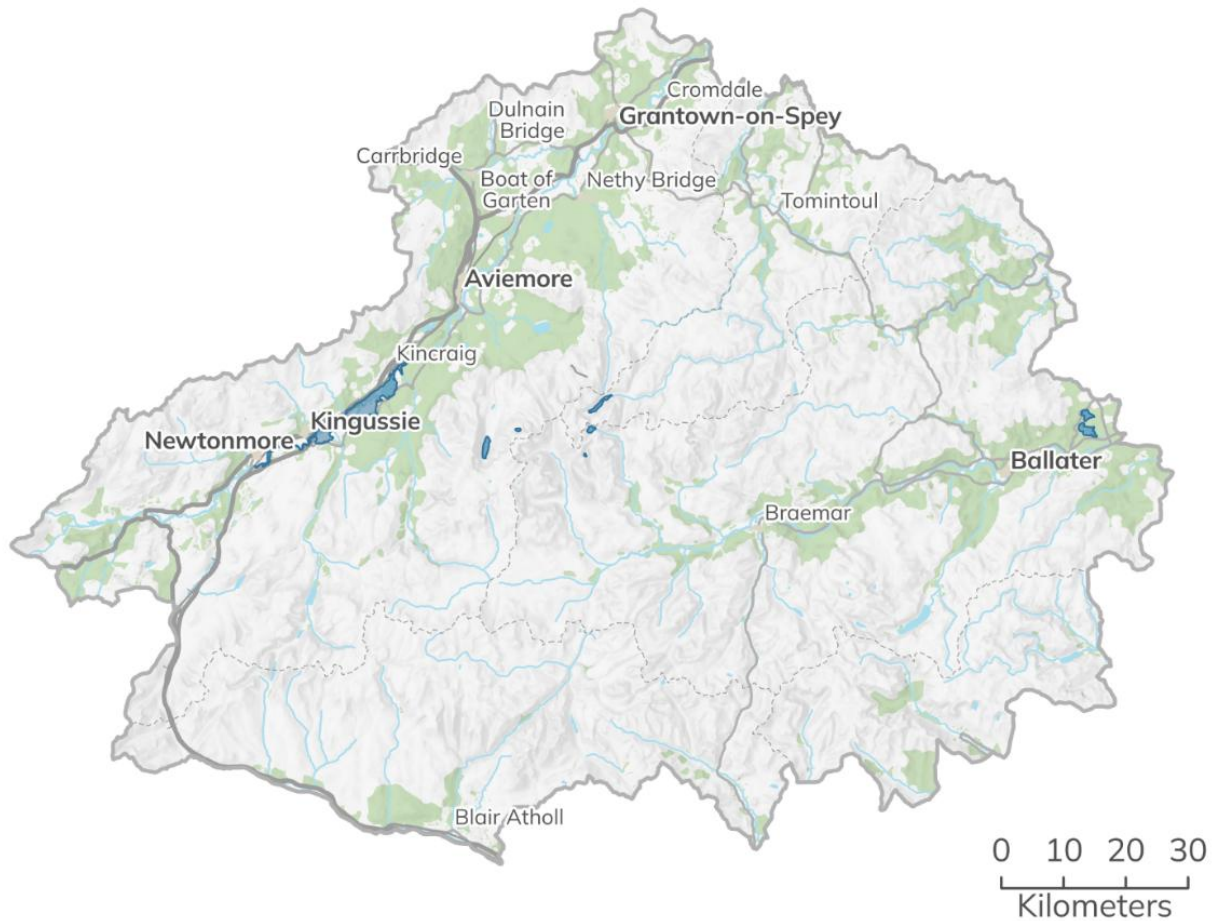 Cromdale
Dulnain
Bridge
Grantown-on-Spey
Carrbridge
Boat of
Garten
Nethy Bridge
Tomintoul
Aviemore
Kincraig
Kingussie
Newtonmore
Ballater
Braemar
Blair Atholl
0 10 20 30
Kilometers